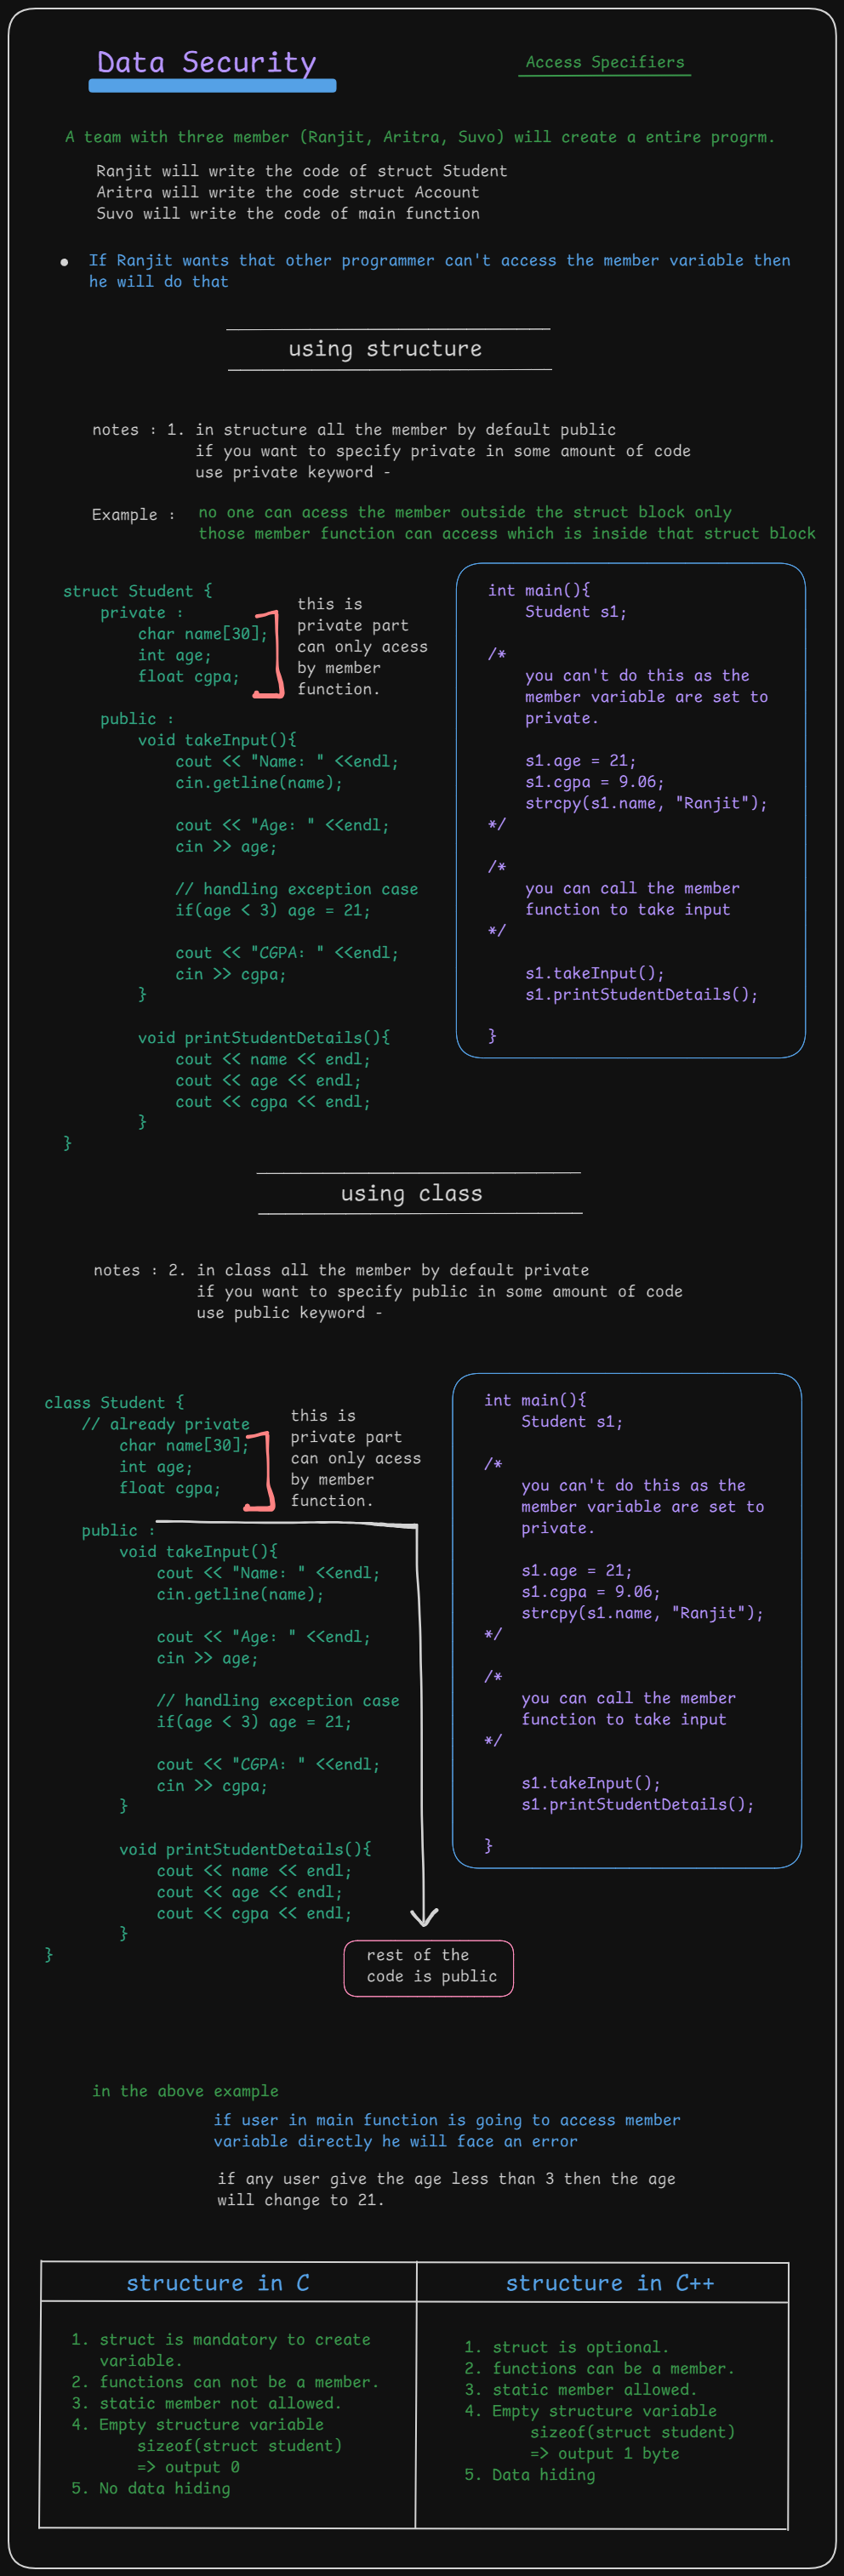 Data Security
Access Specifiers
A team with three member (Ranjit, Aritra, Suvo) will create a entire progrm.
Ranjit will write the code of struct Student
Aritra will write the code struct Account
Suvo will write the code of main function
• If Ranjit wants that other programmer can't access the member variable then
he will do that
using structure
notes : 1. in structure all the member by default public
if you want to specify private in some amount of code
use private keyword -
Example : no one can acess the member outside the struct block only
those member function can access which is inside that struct block
struct Student {
private :
char name[30];
int age;
float cgpa;
this is
private part
can only acess
by member
function.
public :
void takeInput(){
cout << "Name: " <<endl;
cin.getline(name);
cout << "Age: " <<endl;
cin >> age;
// handling exception case
if(age < 3) age = 21;
cout << "CGPA: " <<endl;
cin >> cgpa;
}
void printStudentDetails(){
cout << name << endl;
cout << age << endl;
cout << cgpa << endl;
}
}
int main(){
Student s1;
/*
you can't do this as the
member variable are set to
private.
s1.age = 21;
s1.cgpa = 9.06;
strcpy(s1.name, "Ranjit");
*/
/*
you can call the member
function to take input
*/
s1.takeInput();
s1.printStudentDetails();
}
using class
notes : 2. in class all the member by default private
if you want to specify public in some amount of code
use public keyword -
class Student {
// already private
char name[30];
int age;
float cgpa;
this is
private part
can only acess
by member
function.
public :
void takeInput(){
cout << "Name: " <<endl;
cin.getline(name);
cout << "Age: " <<endl;
cin >> age;
// handling exception case
if(age < 3) age = 21;
cout << "CGPA: " <<endl;
cin >> cgpa;
}
void printStudentDetails(){
cout << name << endl;
cout << age << endl;
cout << cgpa << endl;
}
}
rest of the
code is public
int main(){
Student s1;
/*
you can't do this as the
member variable are set to
private.
s1.age = 21;
s1.cgpa = 9.06;
strcpy(s1.name, "Ranjit");
*/
/*
you can call the member
function to take input
*/
s1.takeInput();
s1.printStudentDetails();
}
in the above example
if user in main function is going to access member
variable directly he will face an error
if any user give the age less than 3 then the age
will change to 21.
structure in C
1. struct is mandatory to create
variable.
2. functions can not be a member.
3. static member not allowed.
4. Empty structure variable
sizeof(struct student)
=> output 0
5. No data hiding
structure in C++
1. struct is optional.
2. functions can be a member.
3. static member allowed.
4. Empty structure variable
sizeof(struct student)
=> output 1 byte
5. Data hiding